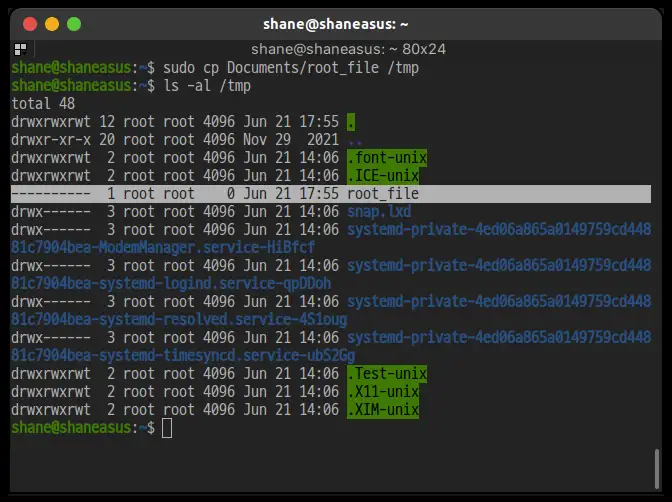 shane@shaneasus: ~
shane@shaneasus: ~ 80x24
shane@shaneasus:~$ sudo cp Documents/root_file /tmp
shane@shaneasus:~$ ls -al /tmp
total 48
drwxrwxrwt 12 root root 4096 Jun 21 17:55 .
drwxr-xr-x 20 root root 4096 Nov 29  2021 ..
drwxrwxrwt  2 root root 4096 Jun 21 14:06 .font-unix
drwxrwxrwt  2 root root 4096 Jun 21 14:06 .ICE-unix
----------  1 root root    0 Jun 21 17:55 root_file
drwx------  3 root root 4096 Jun 21 14:06 snap.lxd
drwx------  3 root root 4096 Jun 21 14:06 systemd-private-4ed06a865a0149759cd448
81c7904bea-ModemManager.service-HiBfcf
drwx------  3 root root 4096 Jun 21 14:06 systemd-private-4ed06a865a0149759cd448
81c7904bea-systemd-logind.service-qpDDoh
drwx------  3 root root 4096 Jun 21 14:06 systemd-private-4ed06a865a0149759cd448
81c7904bea-systemd-resolved.service-4S1oug
drwx------  3 root root 4096 Jun 21 14:06 systemd-private-4ed06a865a0149759cd448
81c7904bea-systemd-timesyncd.service-ubS2Gg
drwxrwxrwt  2 root root 4096 Jun 21 14:06 .Test-unix
drwxrwxrwt  2 root root 4096 Jun 21 14:06 .X11-unix
drwxrwxrwt  2 root root 4096 Jun 21 14:06 .XIM-unix
shane@shaneasus:~$